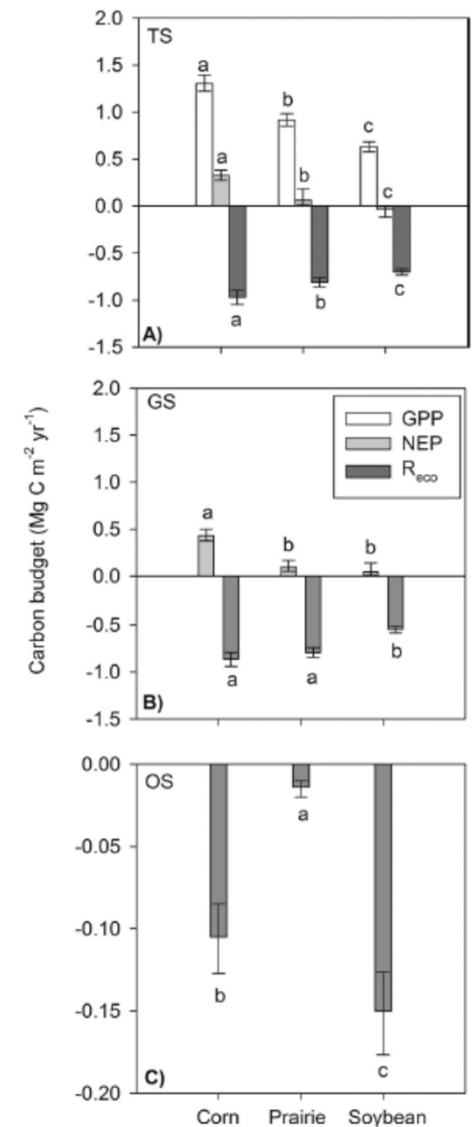 Carbon budget (Mg C m⁻² yr⁻¹)
2.0
TS
1.5
a
1.0
b
c
0.5
a
b
c
0.0
-0.5
-1.0
a
b
c
-1.5
A)
2.0
GS
1.5
GPP
NEP
Reco
1.0
a
0.5
b
b
0.0
-0.5
a
a
b
-1.0
-1.5
B)
0.00
OS
a
-0.05
-0.10
b
-0.15
c
-0.20
C)
Corn Prairie Soybean